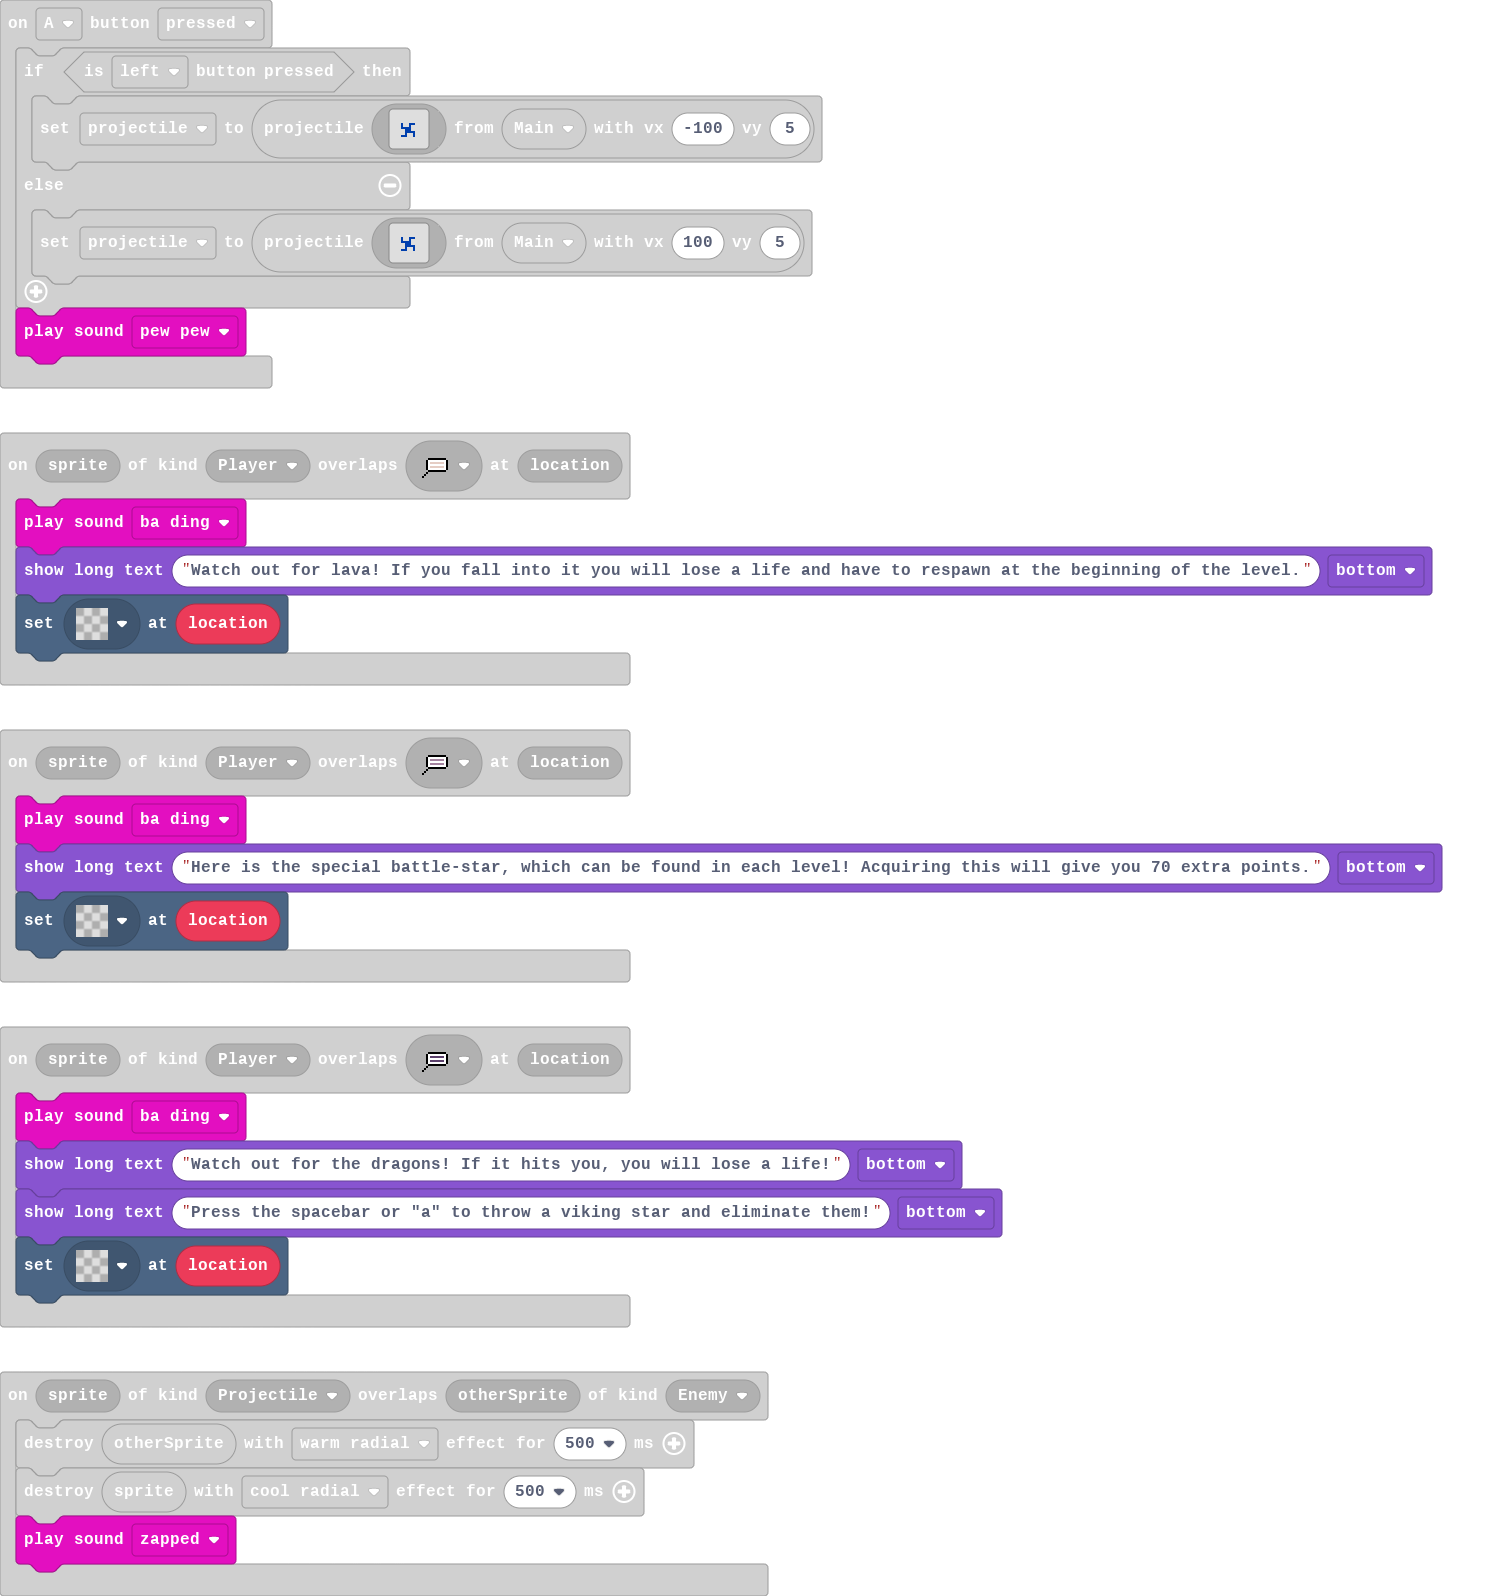 on A button pressed
if is left button pressed then
set projectile to projectile from Main with vx -100 vy 5
else
set projectile to projectile from Main with vx 100 vy 5
play sound pew pew
on sprite of kind Player overlaps at location
play sound ba ding
show long text "Watch out for lava! If you fall into it you will lose a life and have to respawn at the beginning of the level." bottom
set at location
on sprite of kind Player overlaps at location
play sound ba ding
show long text "Here is the special battle-star, which can be found in each level! Acquiring this will give you 70 extra points." bottom
set at location
on sprite of kind Player overlaps at location
play sound ba ding
show long text "Watch out for the dragons! If it hits you, you will lose a life!" bottom
show long text "Press the spacebar or "a" to throw a viking star and eliminate them!" bottom
set at location
on sprite of kind Projectile overlaps otherSprite of kind Enemy
destroy otherSprite with warm radial effect for 500 ms
destroy sprite with cool radial effect for 500 ms
play sound zapped